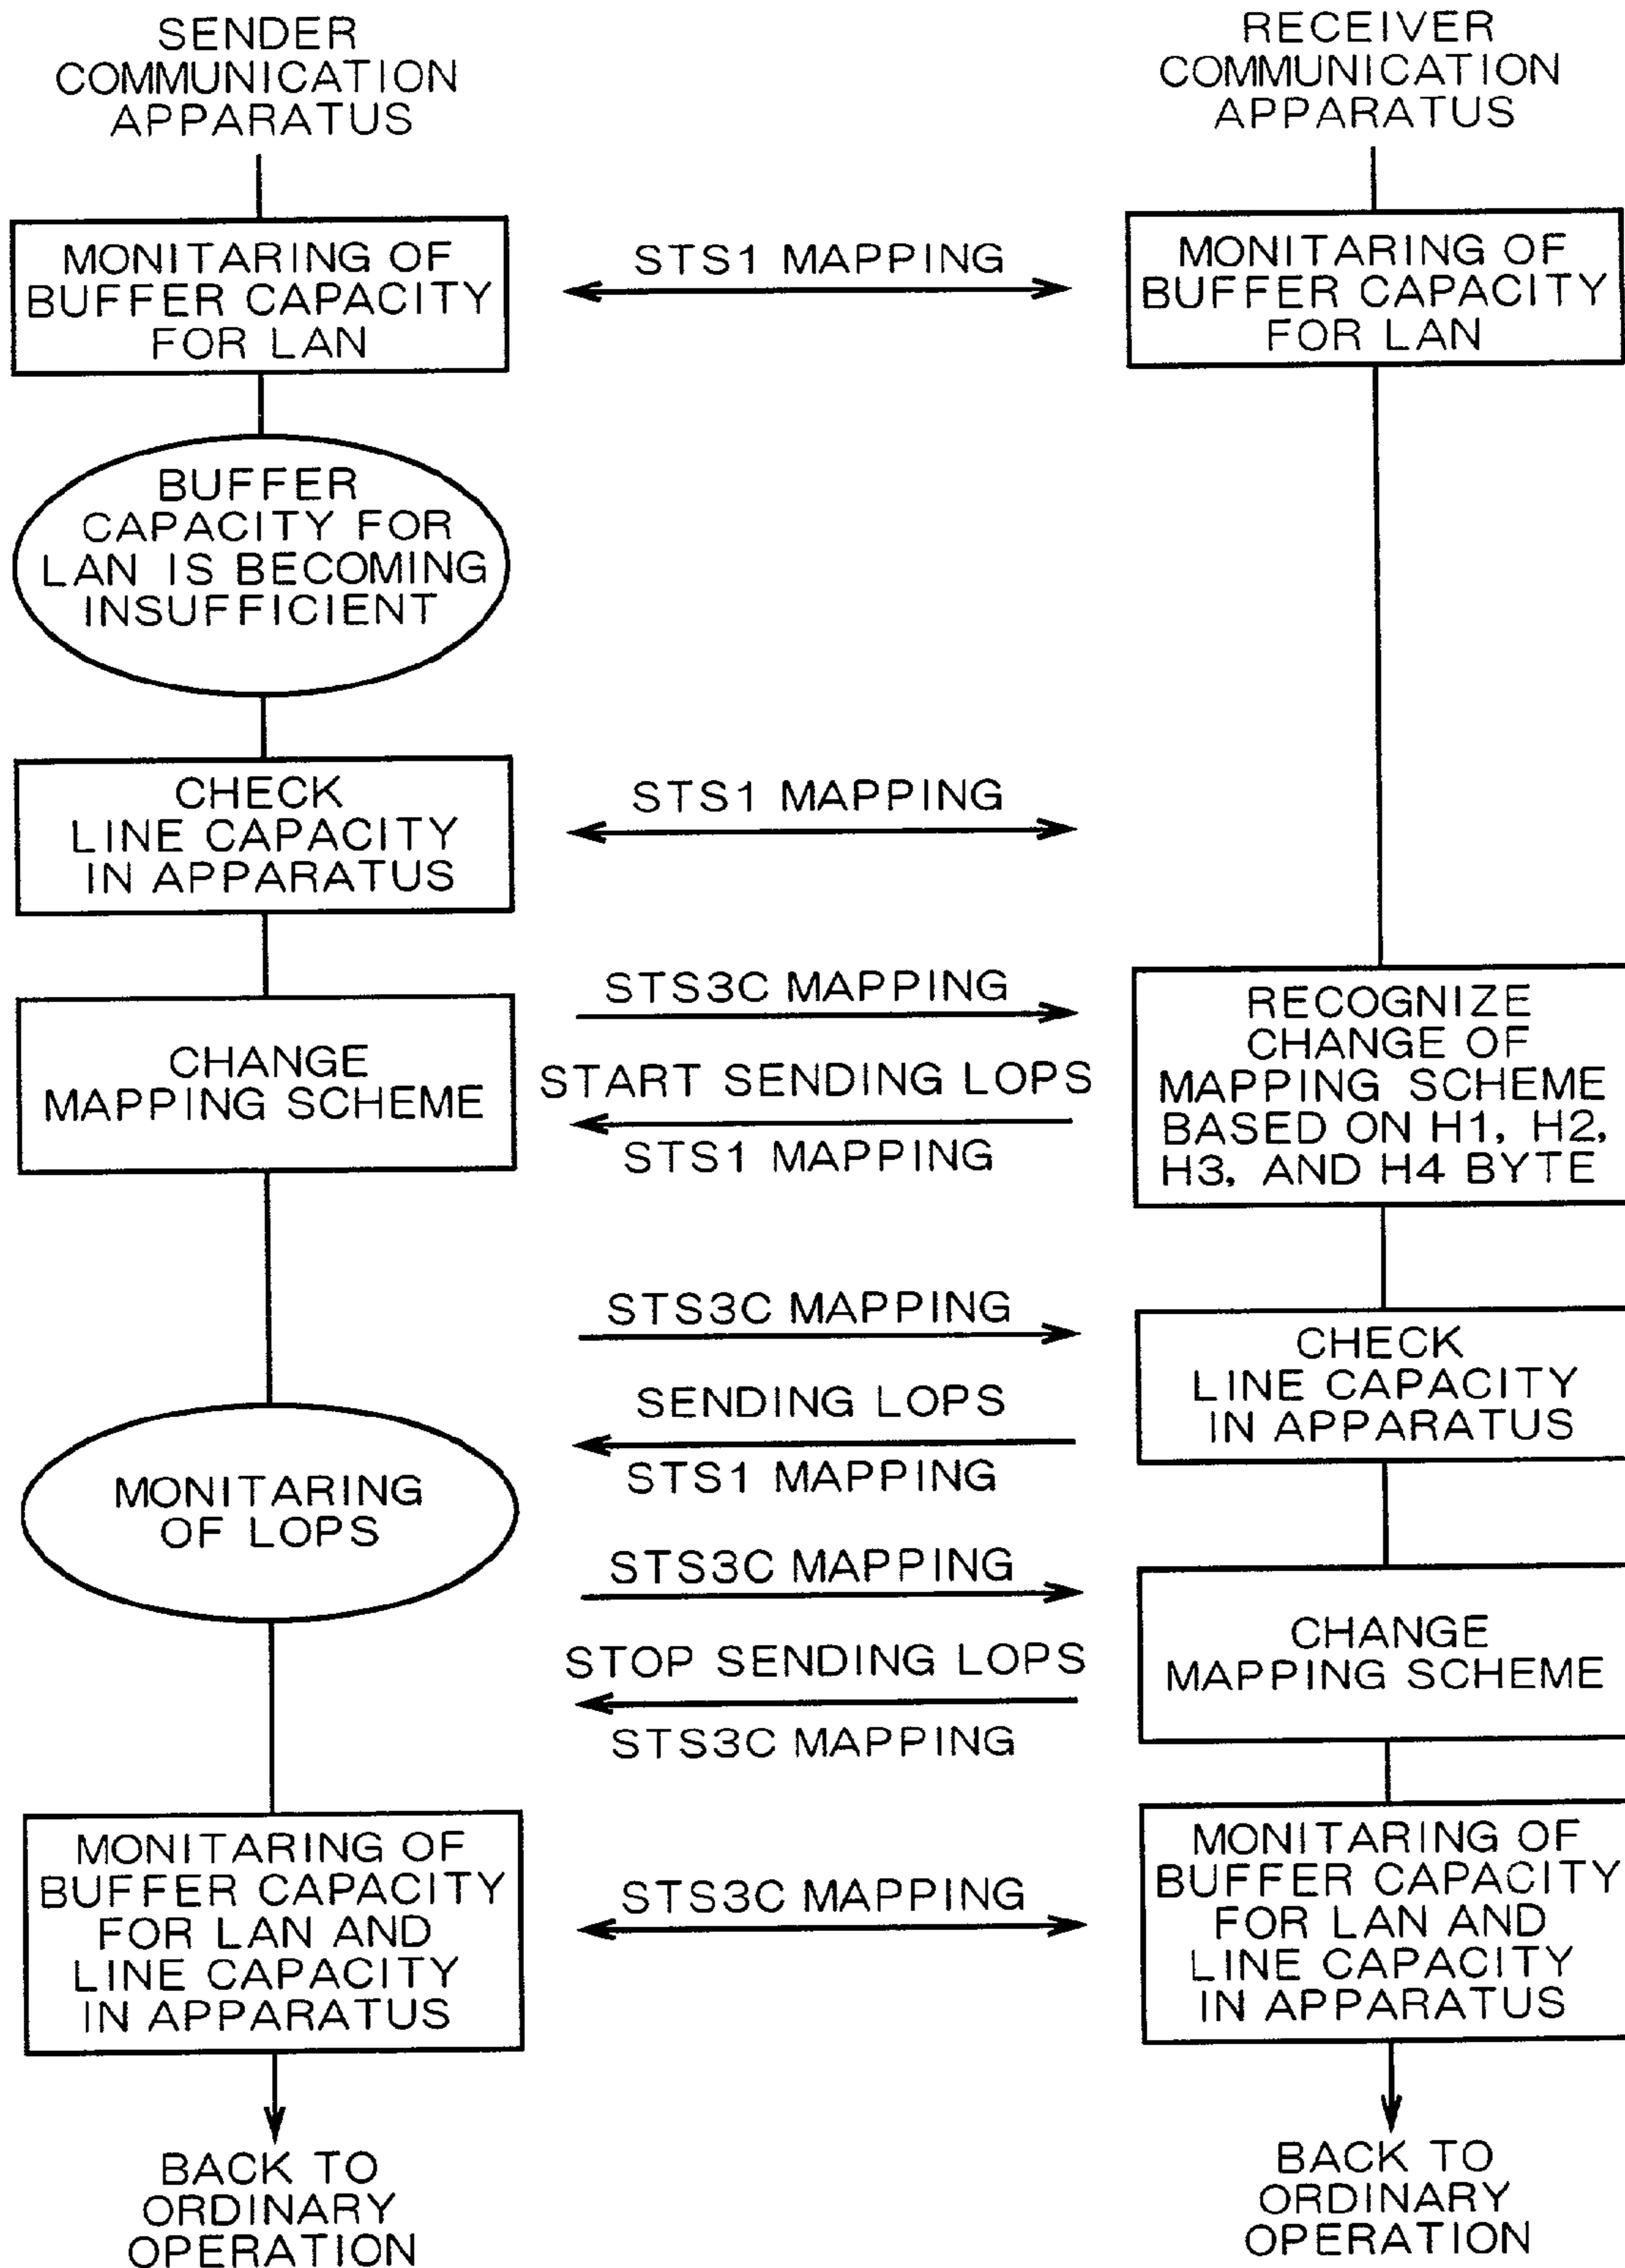 SENDER
COMMUNICATION
APPARATUS
RECEIVER
COMMUNICATION
APPARATUS
MONITARING OF
BUFFER CAPACITY
FOR LAN
STS1 MAPPING
MONITARING OF
BUFFER CAPACITY
FOR LAN
BUFFER
CAPACITY FOR
LAN IS BECOMING
INSUFFICIENT
CHECK
LINE CAPACITY
IN APPARATUS
STS1 MAPPING
CHANGE
MAPPING SCHEME
STS3C MAPPING
START SENDING LOPS
STS1 MAPPING
RECOGNIZE
CHANGE OF
MAPPING SCHEME
BASED ON H1, H2,
H3, AND H4 BYTE
STS3C MAPPING
SENDING LOPS
STS1 MAPPING
CHECK
LINE CAPACITY
IN APPARATUS
MONITARING
OF LOPS
STS3C MAPPING
STOP SENDING LOPS
STS3C MAPPING
CHANGE
MAPPING SCHEME
MONITARING OF
BUFFER CAPACITY
FOR LAN AND
LINE CAPACITY
IN APPARATUS
STS3C MAPPING
MONITARING OF
BUFFER CAPACITY
FOR LAN AND
LINE CAPACITY
IN APPARATUS
BACK TO
ORDINARY
OPERATION
BACK TO
ORDINARY
OPERATION